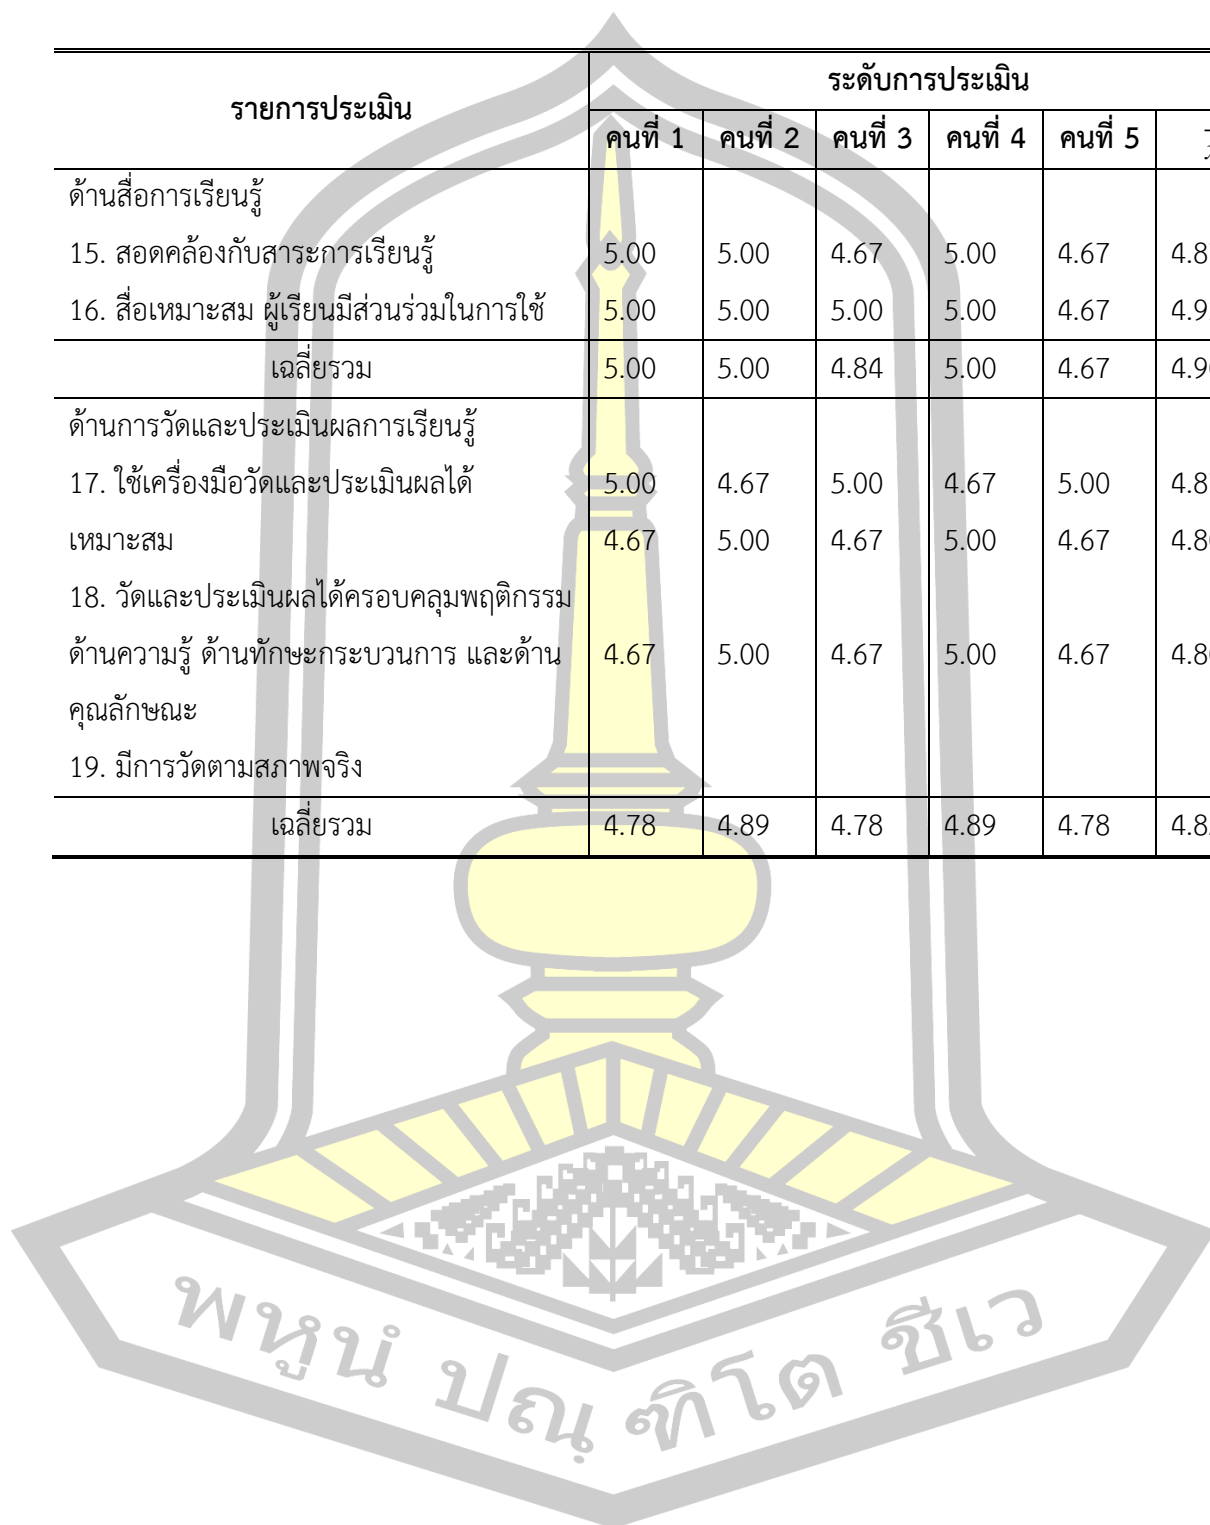 รายการประเมิน ระดับการประเมิน
คนที่ 1 คนที่ 2 คนที่ 3 คนที่ 4 คนที่ 5
ด้านสื่อการเรียนรู้
15. สอดคล้องกับสาระการเรียนรู้ 5.00 5.00 4.67 5.00 4.67 4.8
16. สื่อเหมาะสม ผู้เรียนมีส่วนร่วมในการใช้ 5.00 5.00 5.00 5.00 4.67 4.9
เฉลี่ยรวม 5.00 5.00 4.84 5.00 4.67 4.90
ด้านการวัดและประเมินผลการเรียนรู้
17. ใช้เครื่องมือวัดและประเมินผลได้ 5.00 4.67 5.00 4.67 5.00 4.8
เหมาะสม 4.67 5.00 4.67 5.00 4.67 4.80
18. วัดและประเมินผลได้ครอบคลุมพฤติกรรม
ด้านความรู้ ด้านทักษะกระบวนการ และด้าน 4.67 5.00 4.67 5.00 4.67 4.80
คุณลักษณะ
19. มีการวัดตามสภาพจริง
เฉลี่ยรวม 4.78 4.89 4.78 4.89 4.78 4.8
พหูนํ ปณฺฑิโต ชีเว